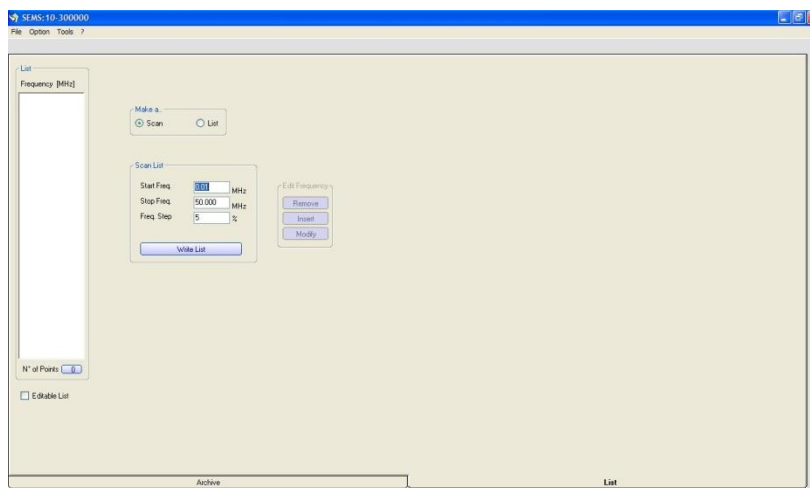 SEMS:10-300000
File Option Tools ?
List
Frequency [MHz]
Make a..
Scan List
Scan List
Start Freq. 0.01 MHz
Stop Freq. 50.000 MHz
Freq. Step 5 %
Write List
Edit Frequency
Remove
Insert
Modify
N° of Points 0
Editable List
Archive List